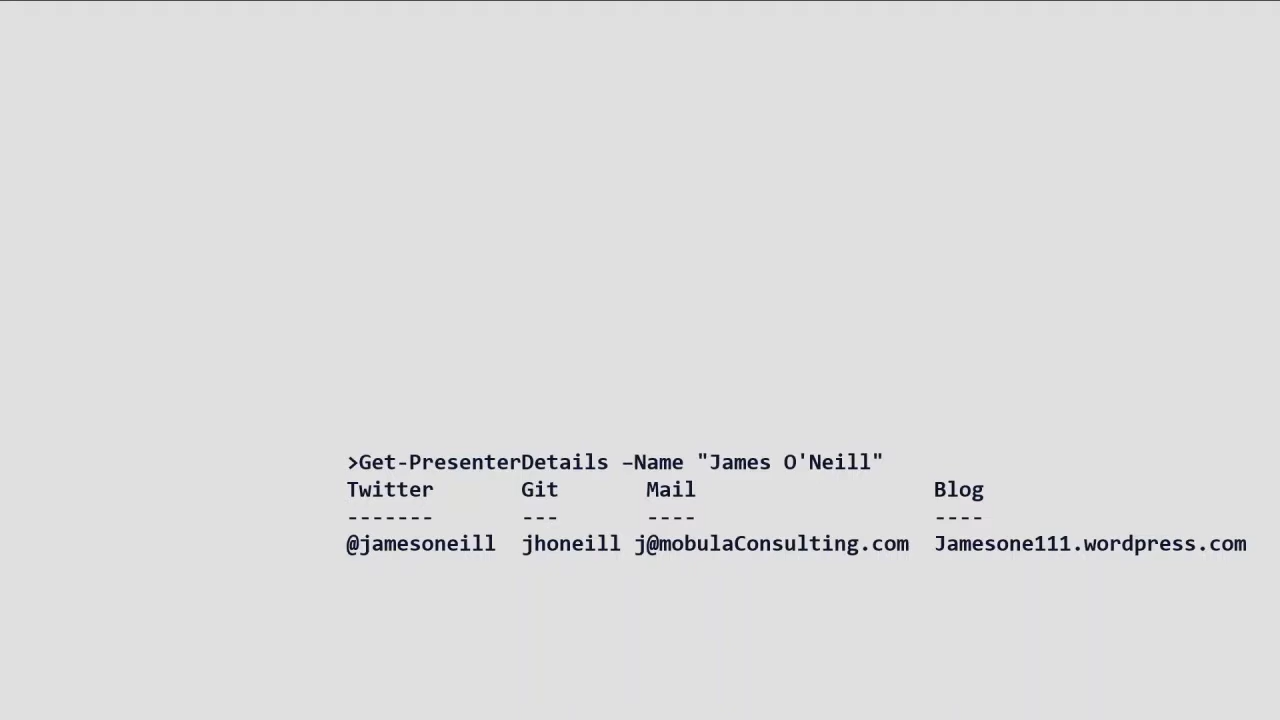 >Get-PresenterDetails –Name "James O'Neill"
Twitter Git Mail Blog
------- --- ---- ----
@jamesoneill jhoneill j@mobulaConsulting.com Jamesone111.wordpress.com